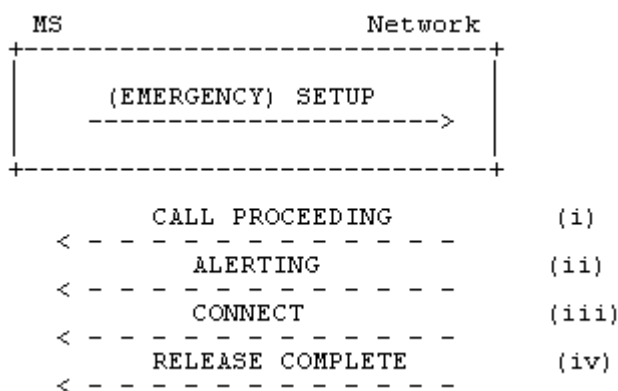 MS Network
(EMERGENCY) SETUP
CALL PROCEEDING (i)
ALERTING (ii)
CONNECT (iii)
RELEASE COMPLETE (iv)